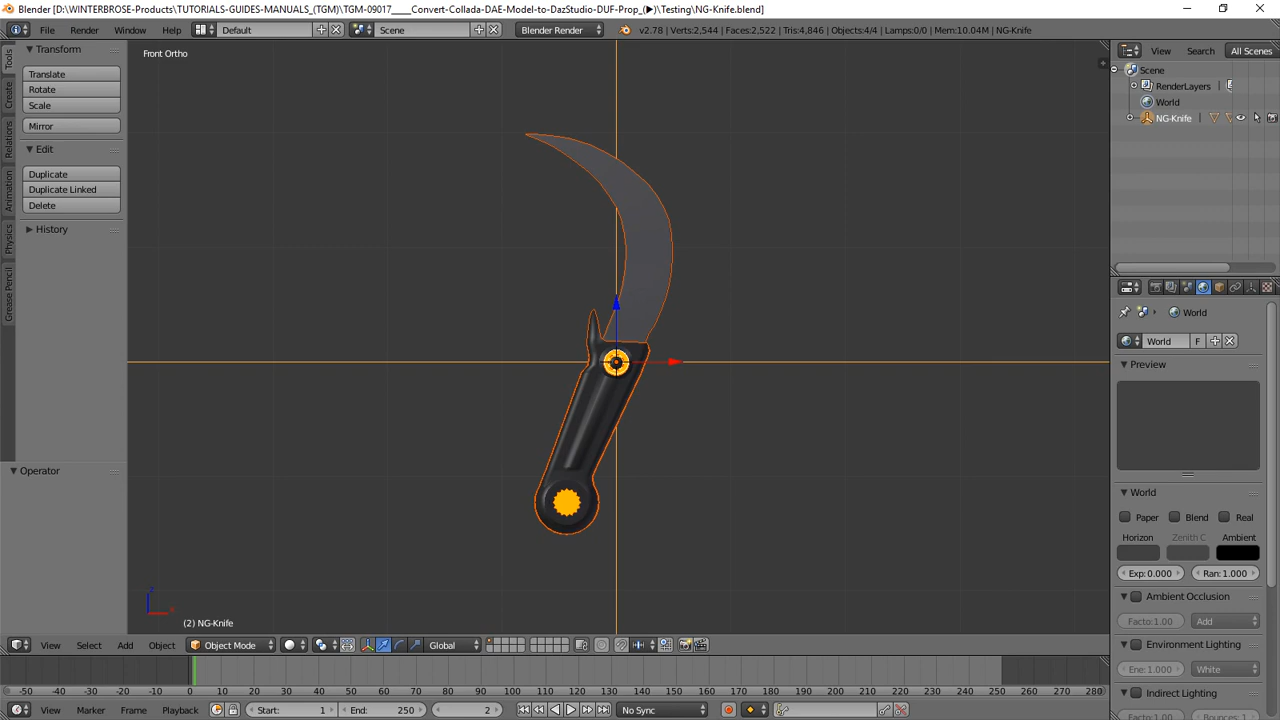 Blender [D:\WINTERBROSE-Products\TUTORIALS-GUIDES-MANUALS_(TGM)\TGM-09017____Convert-Collada-DAE-Model-to-DazStudio-DUF-Prop_(▶)\Testing\NG-Knife.blend]
File Render Window Help Default Scene Blender Render v2.78 | Verts:2,544 | Faces:2,522 | Tris:4,846 | Objects:4/4 | Lamps:0/0 | Mem:10.04M | NG-Knife
Tools
Create
Relations
Animation
Physics
Grease Pencil
Transform
Translate
Rotate
Scale
Mirror
Edit
Duplicate
Duplicate Linked
Delete
History
Operator
Front Ortho
z
x
(2) NG-Knife
View Select Add Object Object Mode Global
View Search All Scenes
Scene
RenderLayers
World
NG-Knife
World
World F
Preview
World
Paper Blend Real
Horizon Zenith C Ambient
Exp:0.000 Ran: 1.000
Ambient Occlusion
Facto:1.00 Add
Environment Lighting
Ene: 1.000 White
Indirect Lighting
Facto: 1.00
-50 -40 -30 -20 -10 0 10 20 30 40 50 60 70 80 90 100 110 120 130 140 150 160 170 180 190 200 210 220 230 240 250 260 270 280
View Marker Frame Playback Start: 1 End: 250 2 No Sync